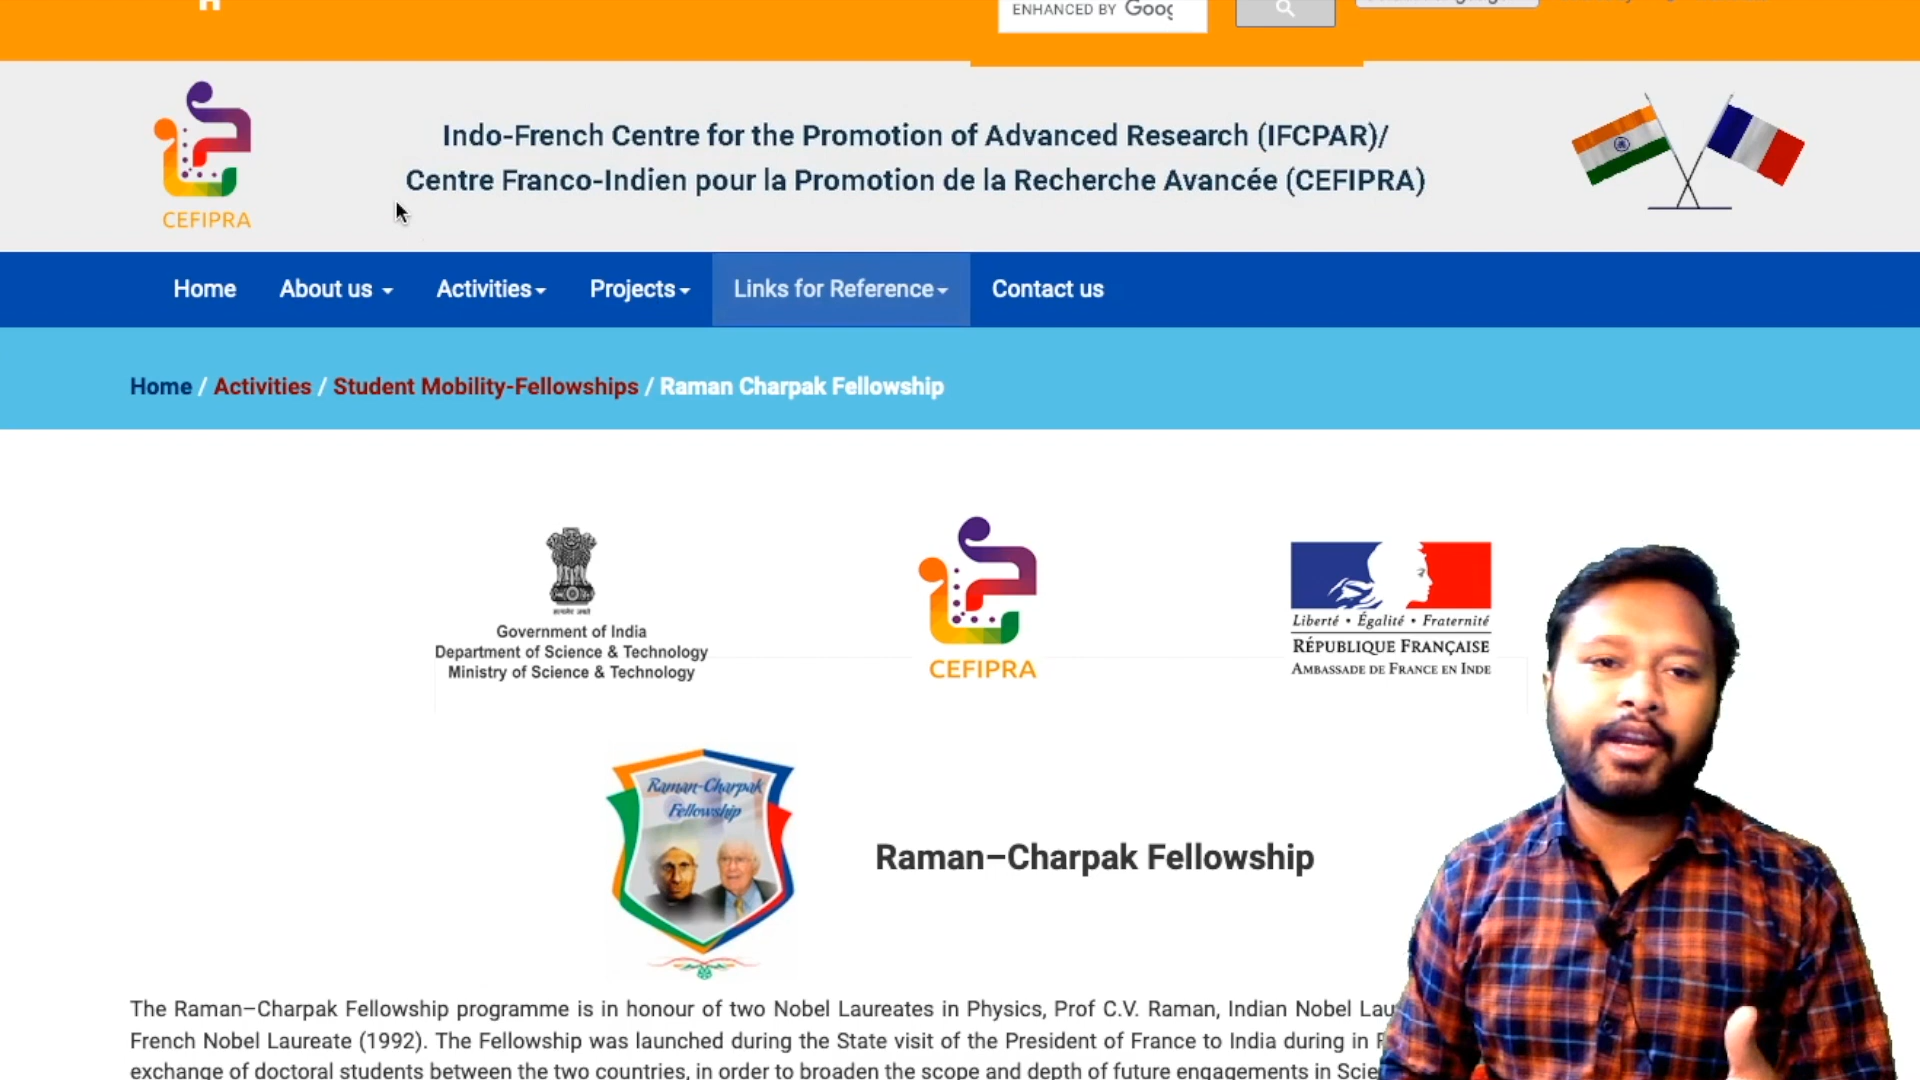 ENHANCED BY
Indo-French Centre for the Promotion of Advanced Research (IFCPAR)/
Centre Franco-Indien pour la Promotion de la Recherche Avancée (CEFIPRA)
CEFIPRA
Home About us Activities Projects Links for Reference Contact us
Home / Activities / Student Mobility-Fellowships / Raman Charpak Fellowship
Government of India
Department of Science & Technology
Ministry of Science & Technology
CEFIPRA
Liberté • Égalité • Fraternité
RÉPUBLIQUE FRANÇAISE
AMBASSADE DE FRANCE EN INDE
Raman-Charpak
Fellowship
Raman–Charpak Fellowship
The Raman–Charpak Fellowship programme is in honour of two Nobel Laureates in Physics, Prof C.V. Raman, Indian Nobel
French Nobel Laureate (1992). The Fellowship was launched during the State visit of the President of France to India during in
exchange of doctoral students between the two countries, in order to broaden the scope and depth of future engagements in